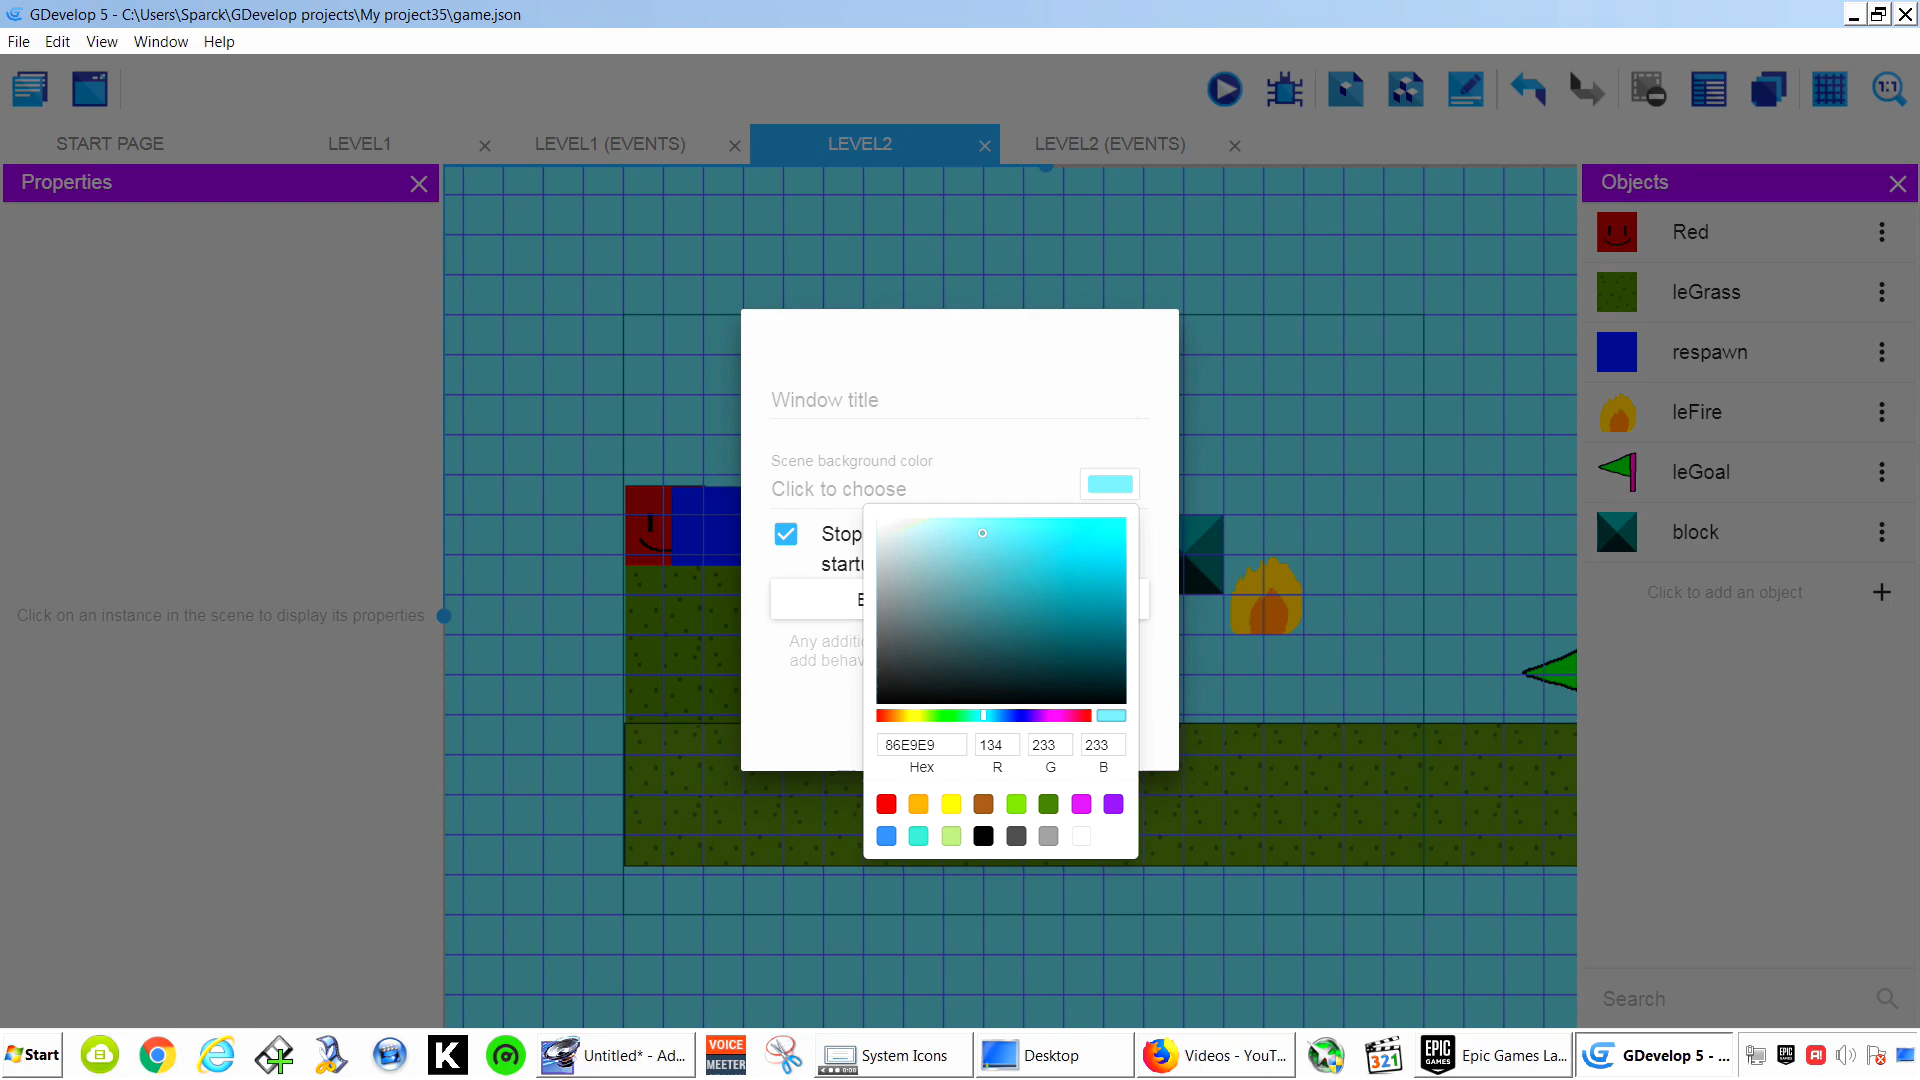 GDevelop 5 - C:\Users\Sparck\GDevelop projects\My project35\game.json
File Edit View Window Help
1:1
START PAGE
LEVEL1
LEVEL1 (EVENTS)
LEVEL2
LEVEL2 (EVENTS)
Properties
Click on an instance in the scene to display its properties
Window title
Scene background color
Click to choose
Stop
startu
Any additi
add behav
86E9E9 134 233 233
Hex R G B
Objects
Red
leGrass
respawn
leFire
leGoal
block
Click to add an object
Search
Start
K
Untitled* - Ad...
VOICE
MEETER
System Icons
Desktop
Videos - YouT...
321
EPIC
GAMES
Epic Games La...
GDevelop 5 - ...